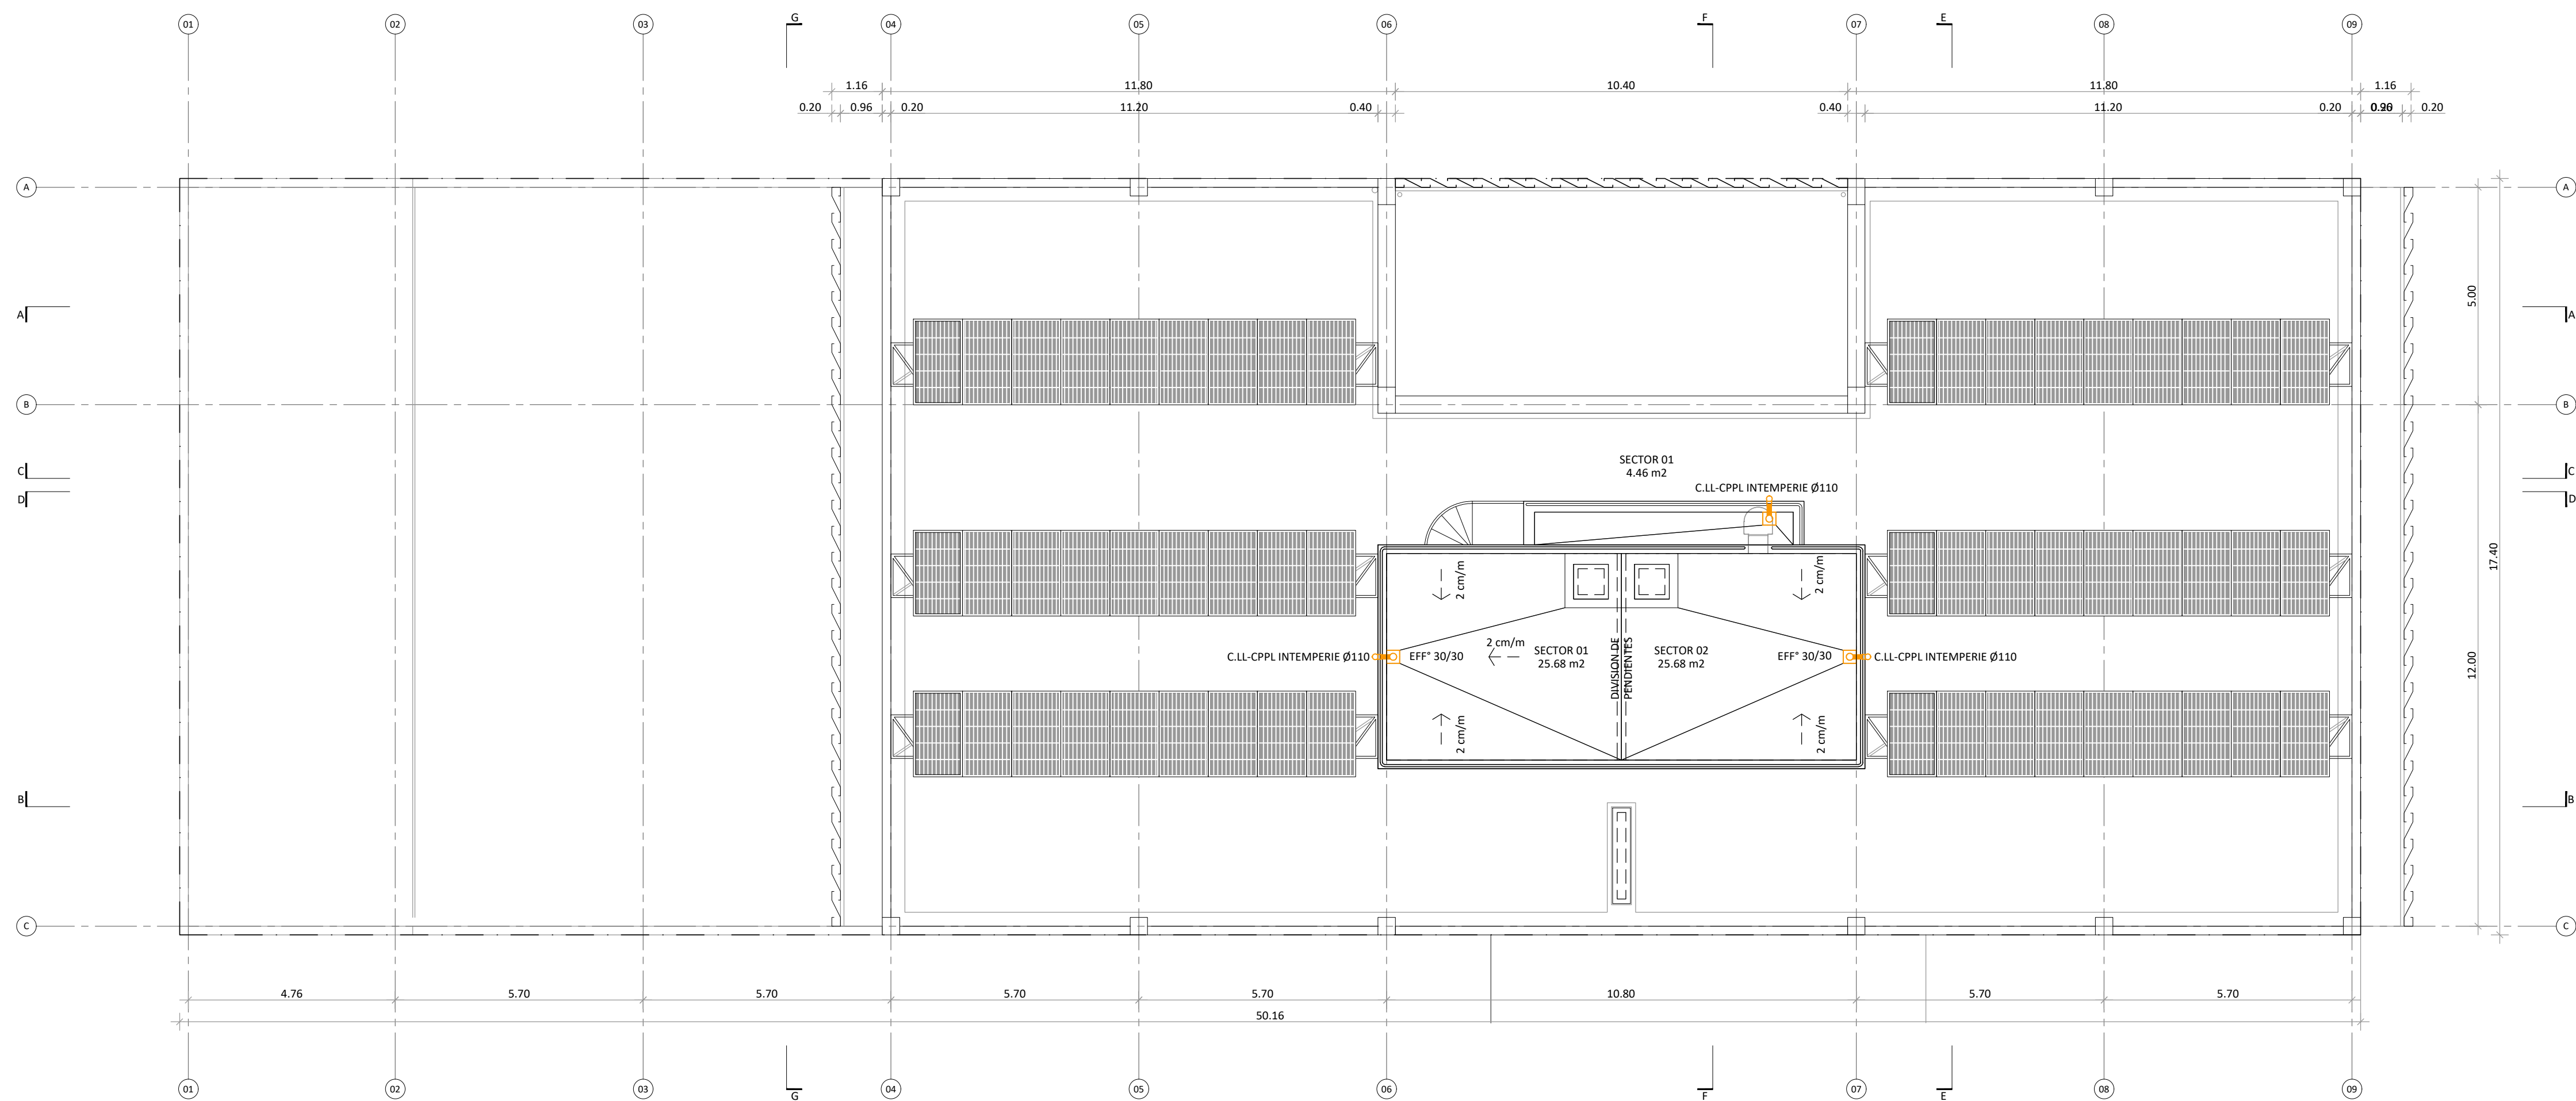 01 02 03 G 04 05 06 F 07 E 08 09
1.16 11.80 10.40 11.80 1.16
0.20 0.96 0.20 11.20 0.40 0.40 11.20 0.20 0.20
A A
5.00
A A
B B
SECTOR 01
4.46 m2
C C
C.LL-CPPL INTEMPERIE Ø110
D D
17.40
2 cm/m 2 cm/m
2 cm/m
C.LL-CPPL INTEMPERIE Ø110 EFF° 30/30 SECTOR 01 SECTOR 02 EFF° 30/30 C.LL-CPPL INTEMPERIE Ø110
25.68 m2 25.68 m2
DIVISION DE
PENDIENTES
12.00
2 cm/m 2 cm/m
B B
C C
4.76 5.70 5.70 5.70 5.70 10.80 5.70 5.70
50.16
01 02 03 G 04 05 06 F 07 E 08 09